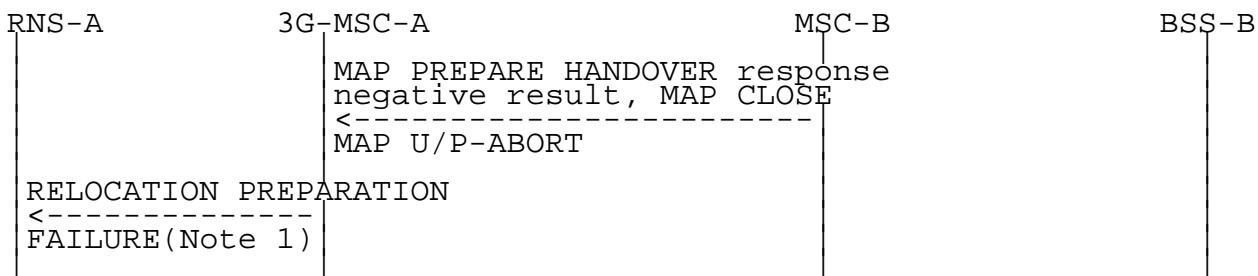 RNS-A 3G-MSC-A MSC-B BSS-B
MAP PREPARE HANDOVER response
negative result, MAP CLOSE
<------------------------
MAP U/P-ABORT
RELOCATION PREPARATION
<--------------
FAILURE(Note 1)